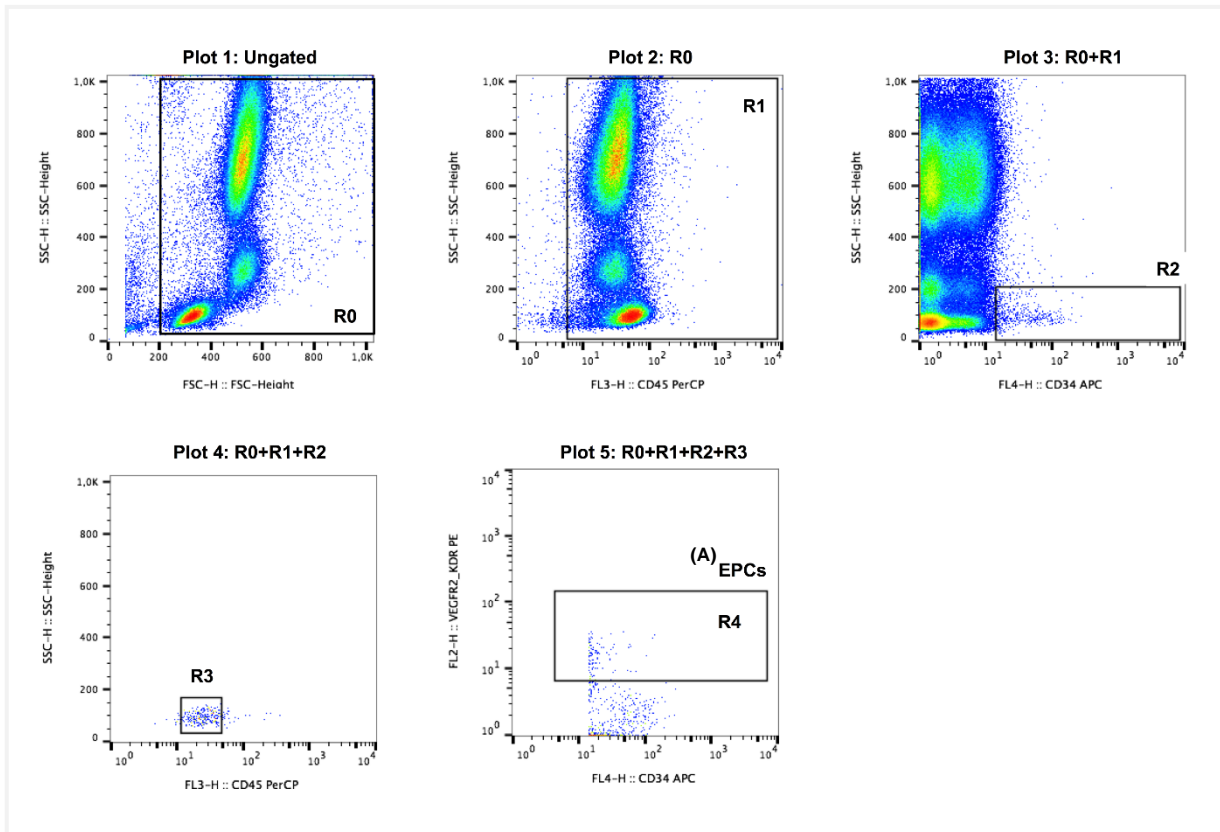 Plot 1: Ungated
1,0K
800
600
400
200
0
SSC-H :: SSC-Height
R0
0 200 400 600 800 1,0K
FSC-H :: FSC-Height
Plot 2: R0
1,0K
800
600
400
200
0
SSC-H :: SSC-Height
R1
10^0 10^1 10^2 10^3 10^4
FL3-H :: CD45 PerCP
Plot 3: R0+R1
1,0K
800
600
400
200
0
SSC-H :: SSC-Height
R2
10^0 10^1 10^2 10^3 10^4
FL4-H :: CD34 APC
Plot 4: R0+R1+R2
1,0K
800
600
400
200
0
SSC-H :: SSC-Height
R3
10^0 10^1 10^2 10^3 10^4
FL3-H :: CD45 PerCP
Plot 5: R0+R1+R2+R3
10^4
10^3
10^2
10^1
10^0
FL2-H :: VEGFR2_KDR PE
(A)
EPCs
R4
10^0 10^1 10^2 10^3 10^4
FL4-H :: CD34 APC